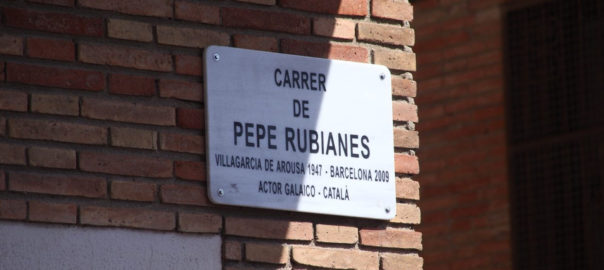 CARRER
DE
PEPE RUBIANES
VILLAGARCIA DE AROUSA 1947 - BARCELONA 2009
ACTOR GALAICO - CATALÀ